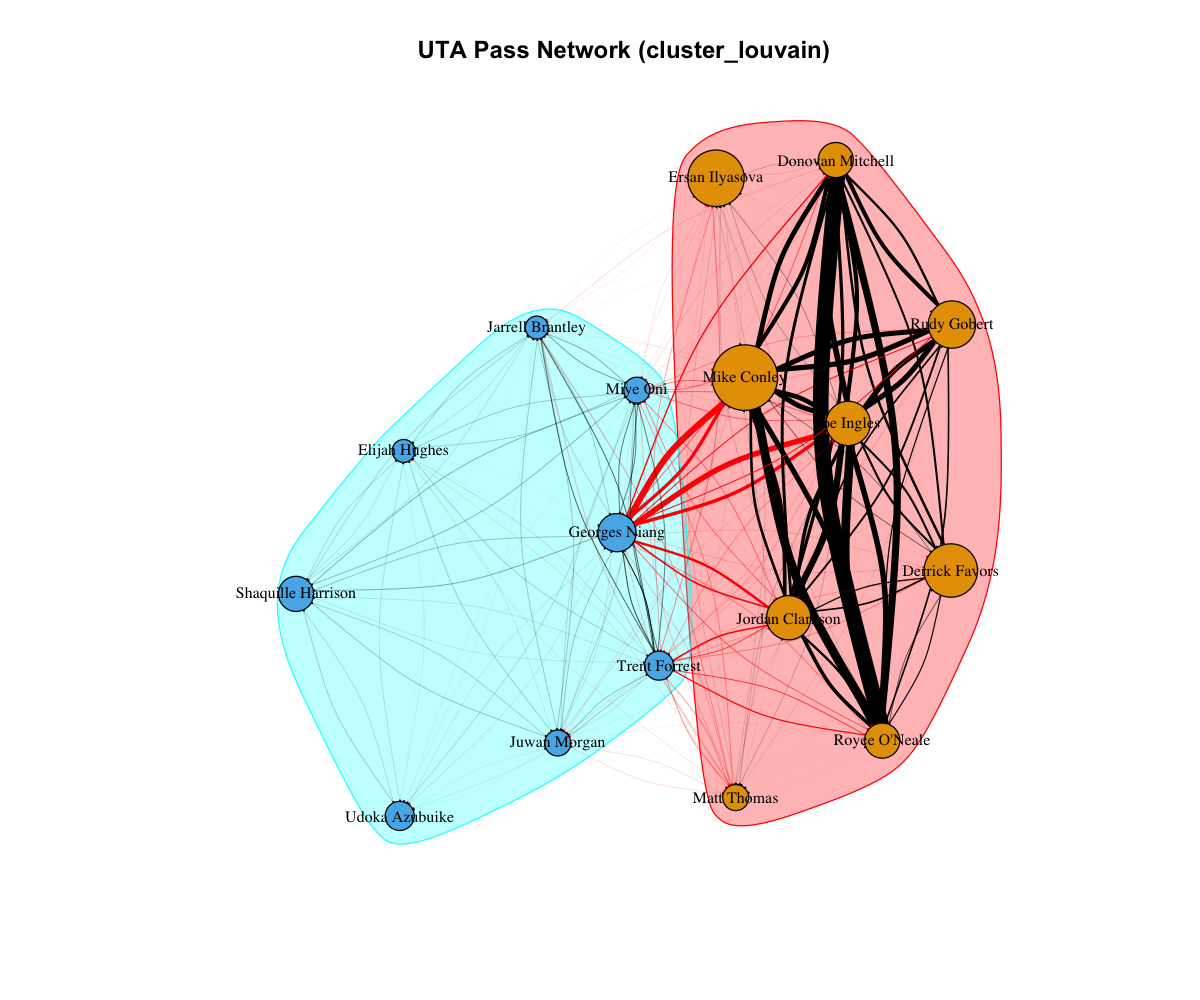 UTA Pass Network (cluster_louvain)
Donovan Mitchell
Ersan Ilyasova
Rudy Gobert
Jarrell Brantley
Mike Conley
Miye Oni
Joe Ingles
Elijah Hughes
Georges Niang
Derrick Favors
Shaquille Harrison
Jordan Clarkson
Trent Forrest
Royce O'Neale
Juwan Morgan
Matt Thomas
Udoka Azubuike